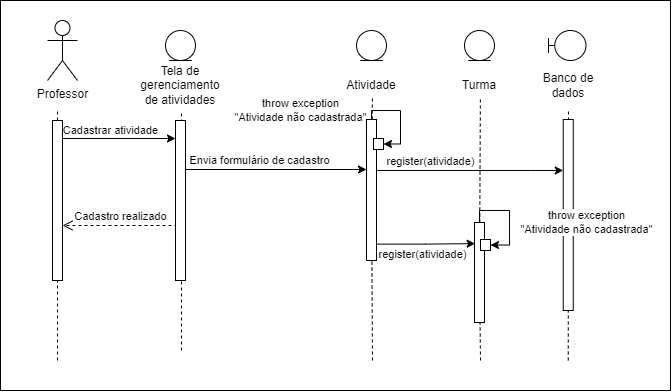 Professor
Tela de
gerenciamento
de atividades
Atividade
Turma
Banco de
dados
throw exception
"Atividade não cadastrada"
Cadastrar atividade
Envia formulário de cadastro
register(atividade)
Cadastro realizado
throw exception
"Atividade não cadastrada"
register(atividade)